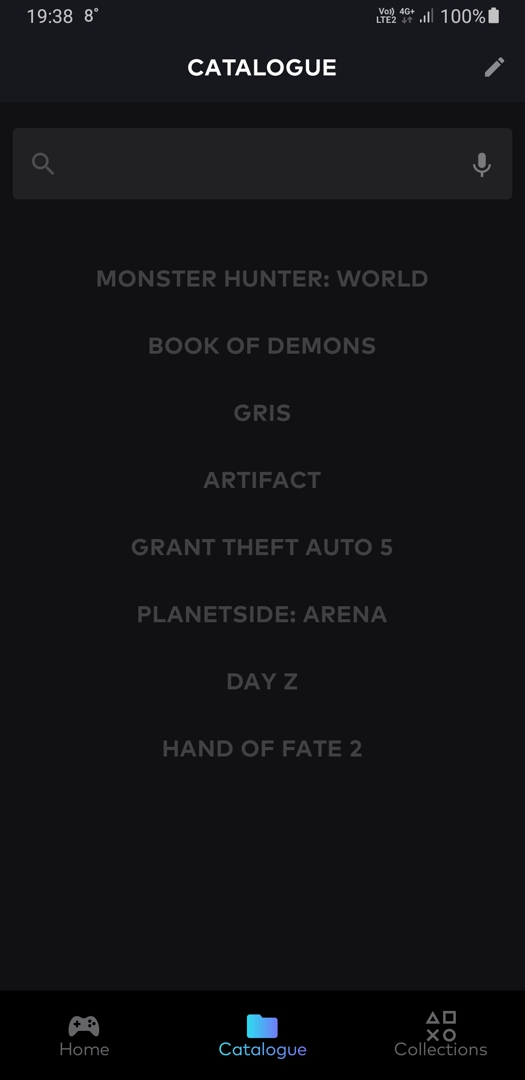 19:38 8° Vo) 4G+ 100%
LTE2
CATALOGUE
MONSTER HUNTER: WORLD
BOOK OF DEMONS
GRIS
ARTIFACT
GRANT THEFT AUTO 5
PLANETSIDE: ARENA
DAY Z
HAND OF FATE 2
Home Catalogue Collections